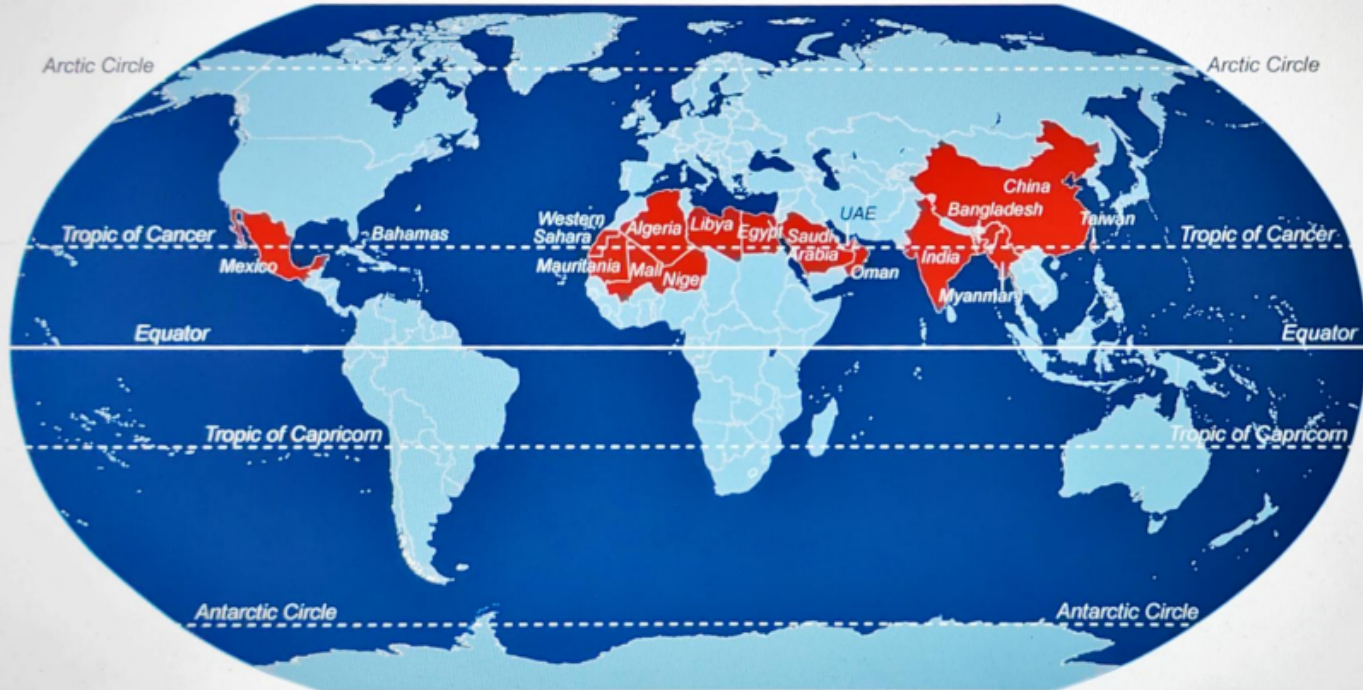 Arctic Circle
Arctic Circle
China
Bangladesh
UAE
Taiwan
Western
Sahara
Algeria
Libya
Egypt
Saudi
Arabia
Bahamas
Tropic of Cancer
Tropic of Cancer
Mexico
Mauritania
Mali
Niger
Oman
India
Myanmar
Equator
Equator
Tropic of Capricorn
Tropic of Capricorn
Antarctic Circle
Antarctic Circle